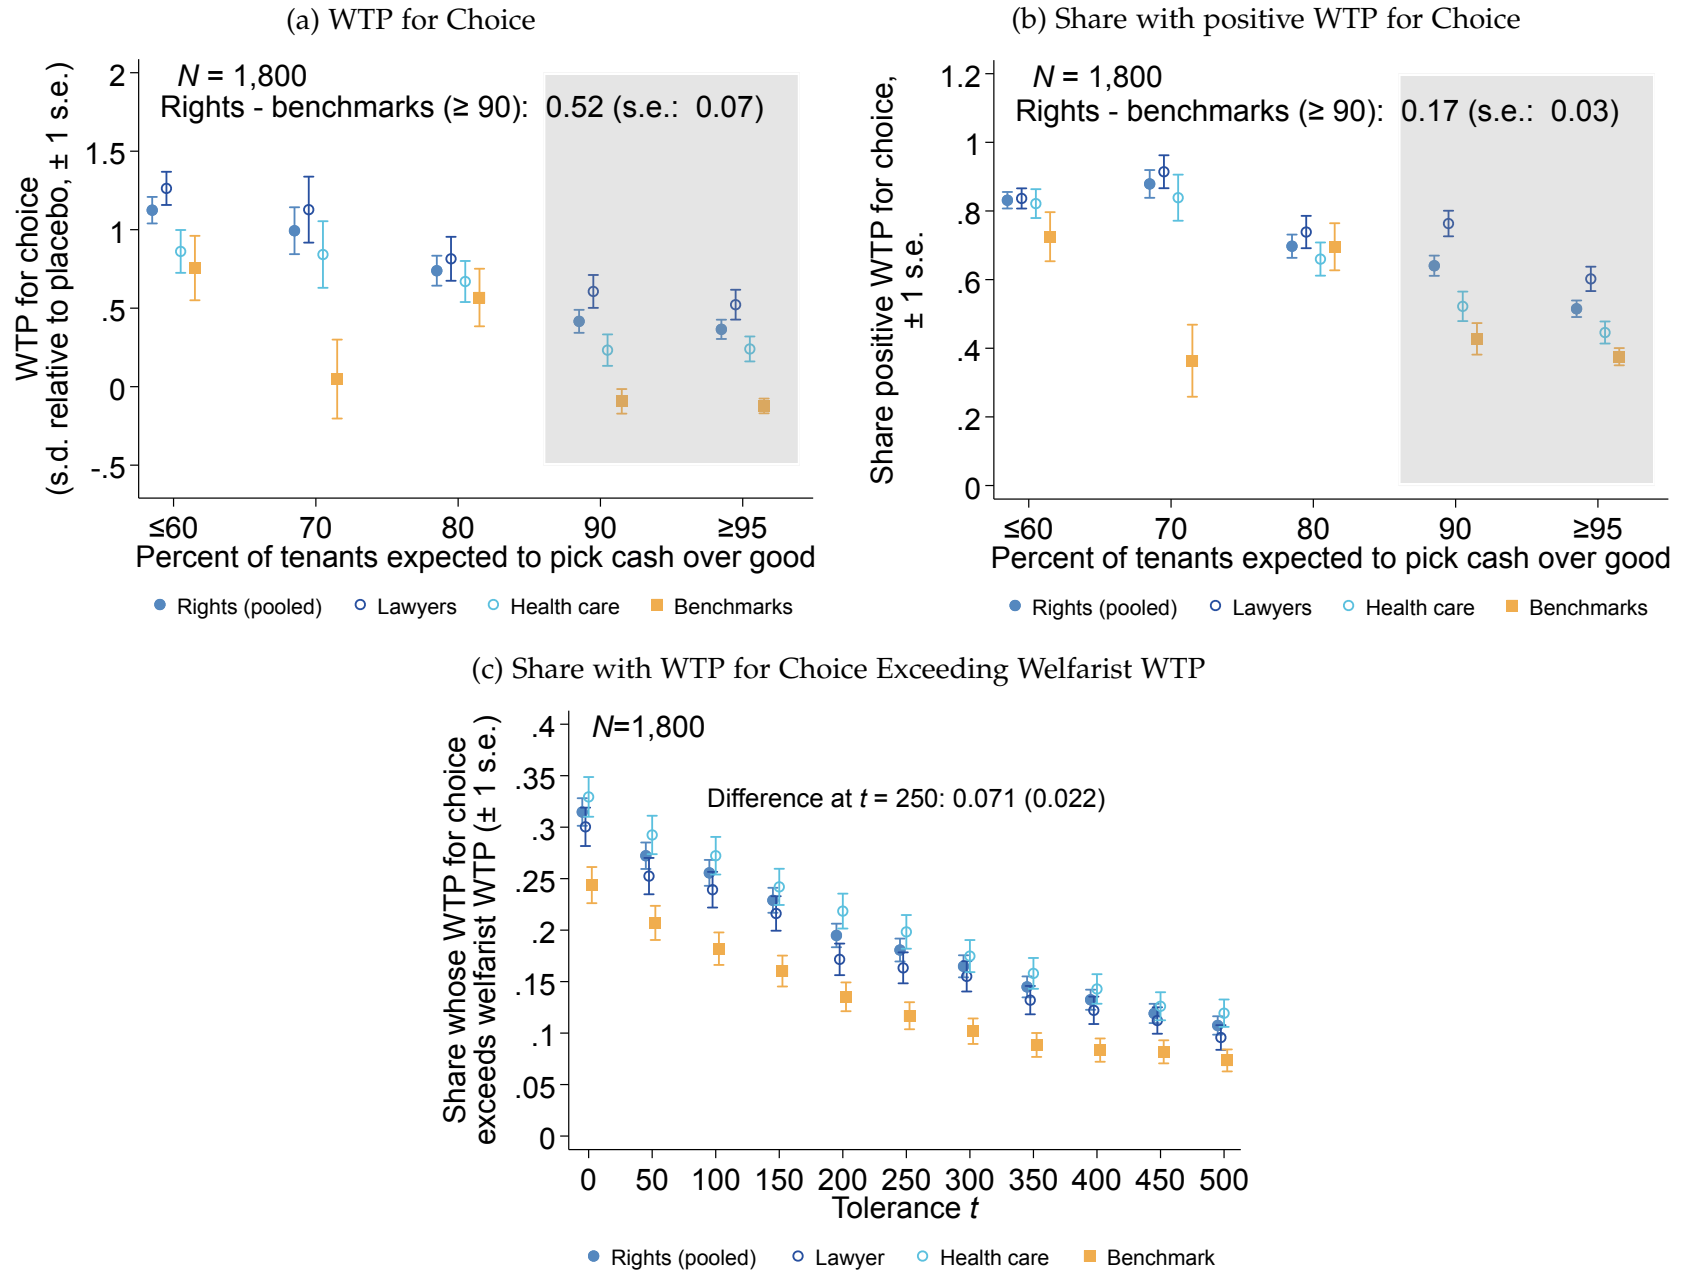 (a) WTP for Choice
N = 1,800
Rights - benchmarks (≥ 90): 0.52 (s.e.: 0.07)
WTP for choice
(s.d. relative to placebo, ± 1 s.e.)
2
1.5
1
.5
0
-.5
≤60 70 80 90 ≥95
Percent of tenants expected to pick cash over good
Rights (pooled) Lawyers Health care Benchmarks
(b) Share with positive WTP for Choice
N = 1,800
Rights - benchmarks (≥ 90): 0.17 (s.e.: 0.03)
Share positive WTP for choice,
± 1 s.e.
1.2
1
.8
.6
.4
.2
0
≤60 70 80 90 ≥95
Percent of tenants expected to pick cash over good
Rights (pooled) Lawyers Health care Benchmarks
(c) Share with WTP for Choice Exceeding Welfarist WTP
N=1,800
Difference at t = 250: 0.071 (0.022)
Share whose WTP for choice
exceeds welfarist WTP (± 1 s.e.)
.4
.35
.3
.25
.2
.15
.1
.05
0
0 50 100 150 200 250 300 350 400 450 500
Tolerance t
Rights (pooled) Lawyer Health care Benchmark